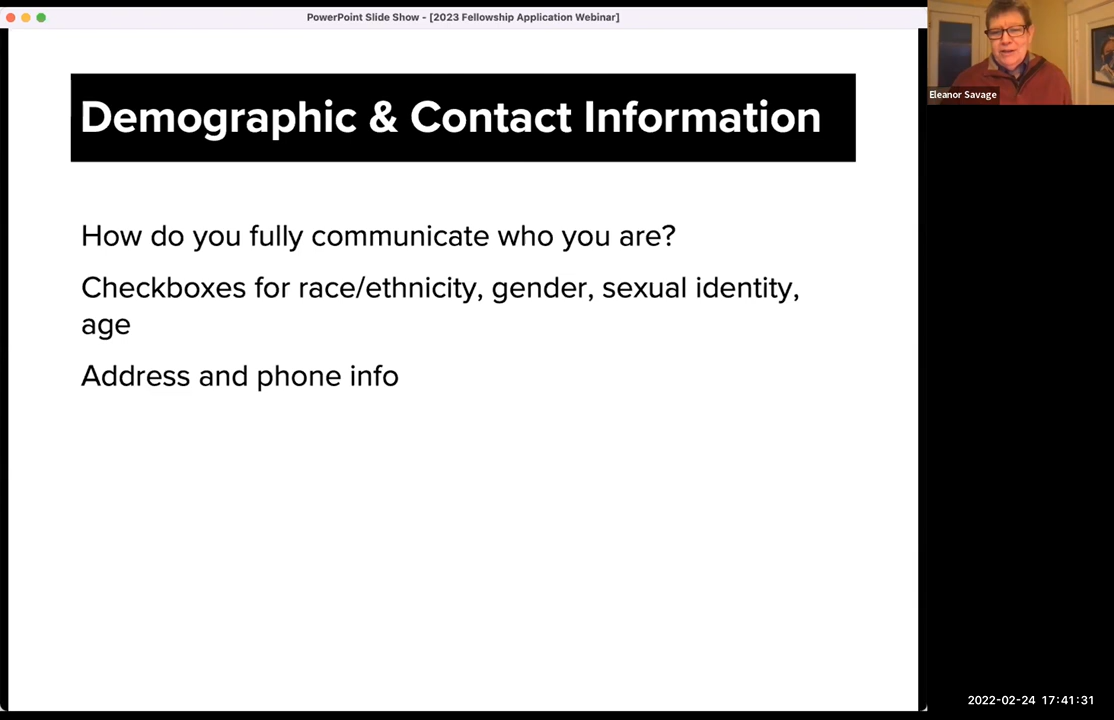 PowerPoint Slide Show - [2023 Fellowship Application Webinar]
Eleanor Savage
Demographic & Contact Information
How do you fully communicate who you are?
Checkboxes for race/ethnicity, gender, sexual identity,
age
Address and phone info
2022-02-24 17:41:31